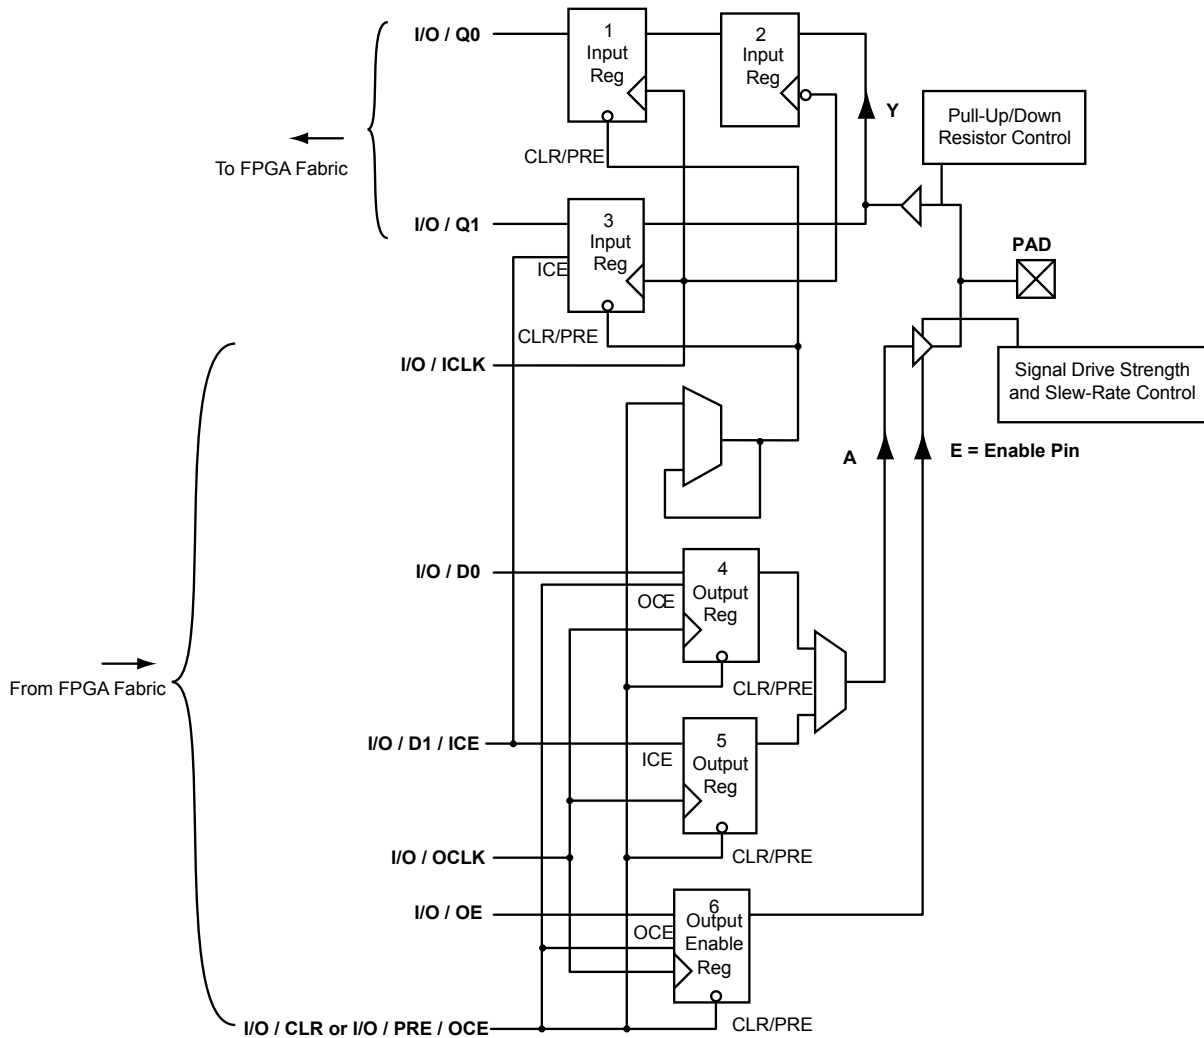 I/O / Q0
1
Input
Reg
2
Input
Reg
Y
Pull-Up/Down
Resistor Control
To FPGA Fabric
CLR/PRE
I/O / Q1
3
Input
Reg
ICE
PAD
CLR/PRE
I/O / ICLK
Signal Drive Strength
and Slew-Rate Control
A
E = Enable Pin
I/O / D0
4
Output
Reg
OCE
CLR/PRE
From FPGA Fabric
I/O / D1 / ICE
5
Output
Reg
ICE
I/O / OCLK
CLR/PRE
I/O / OE
6
Output
Enable
Reg
OCE
I/O / CLR or I/O / PRE / OCE
CLR/PRE